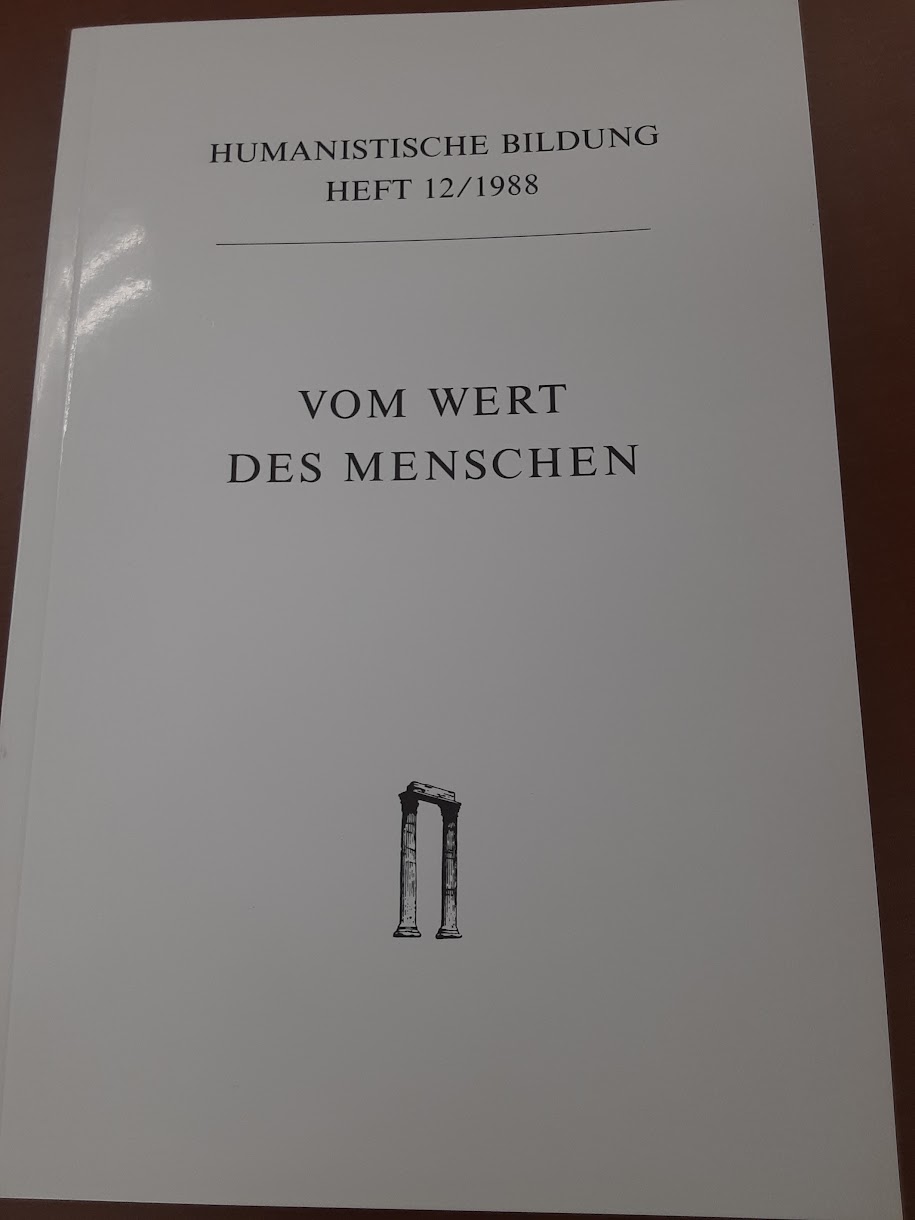 HUMANISTISCHE BILDUNG
HEFT 12/1988
VOM WERT
DES MENSCHEN